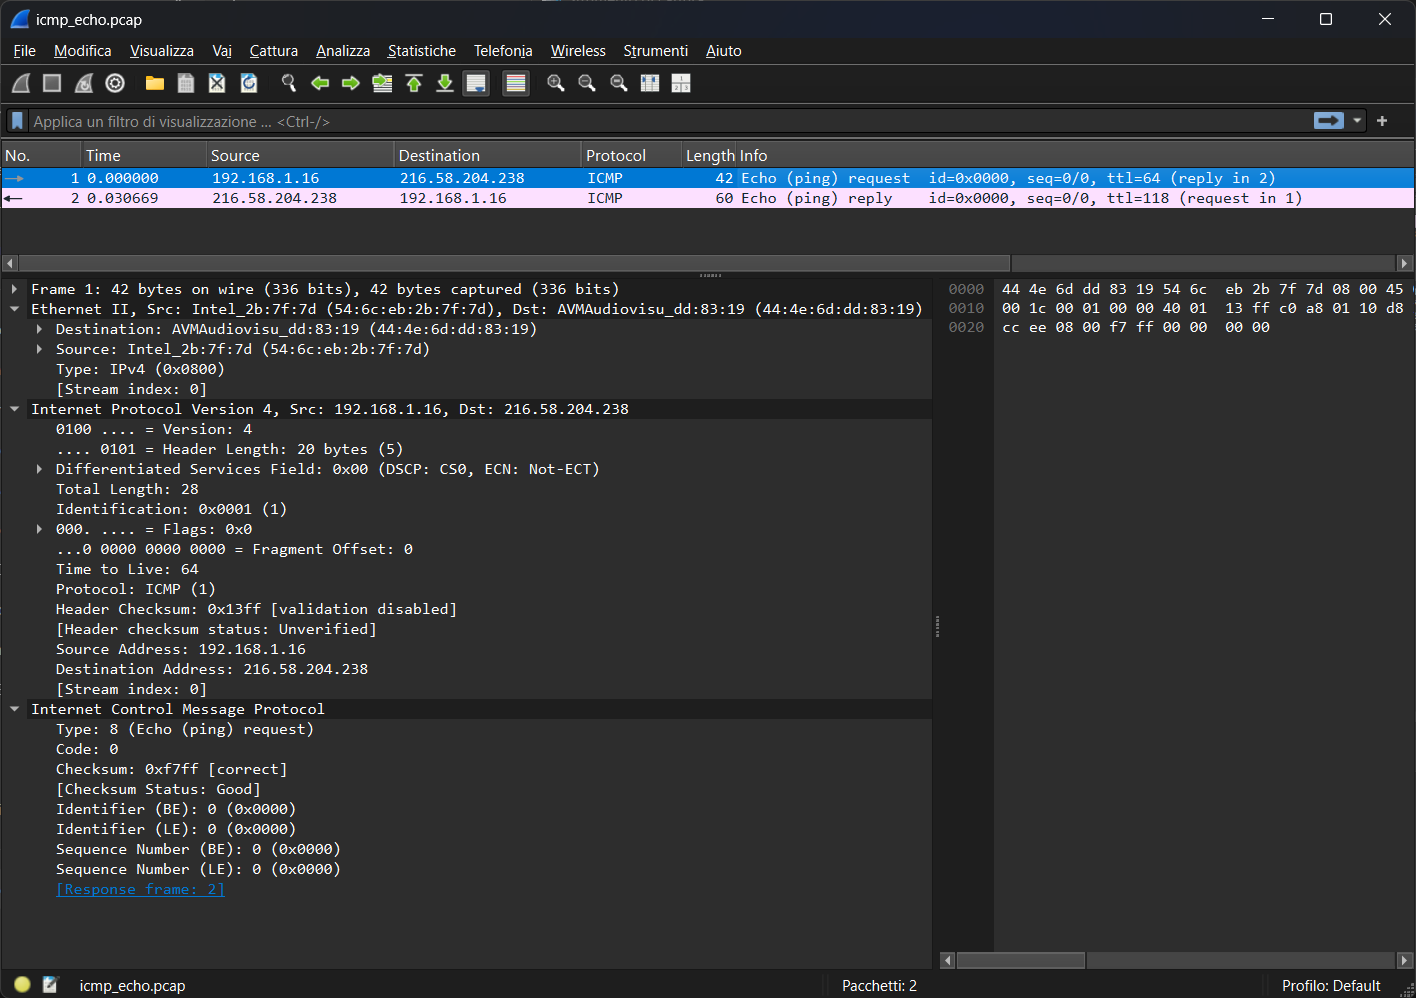 icmp_echo.pcap
File Modifica Visualizza Vai Cattura Analizza Statistiche Telefonia Wireless Strumenti Aiuto
Applica un filtro di visualizzazione ... <Ctrl-/>
No. Time Source Destination Protocol Length Info
1 0.000000 192.168.1.16 216.58.204.238 ICMP 42 Echo (ping) request id=0x0000, seq=0/0, ttl=64 (reply in 2)
2 0.030669 216.58.204.238 192.168.1.16 ICMP 60 Echo (ping) reply id=0x0000, seq=0/0, ttl=118 (request in 1)
Frame 1: 42 bytes on wire (336 bits), 42 bytes captured (336 bits)
Ethernet II, Src: Intel_2b:7f:7d (54:6c:eb:2b:7f:7d), Dst: AVMAudiovisu_dd:83:19 (44:4e:6d:dd:83:19)
Destination: AVMAudiovisu_dd:83:19 (44:4e:6d:dd:83:19)
Source: Intel_2b:7f:7d (54:6c:eb:2b:7f:7d)
Type: IPv4 (0x0800)
[Stream index: 0]
Internet Protocol Version 4, Src: 192.168.1.16, Dst: 216.58.204.238
0100 .... = Version: 4
.... 0101 = Header Length: 20 bytes (5)
Differentiated Services Field: 0x00 (DSCP: CS0, ECN: Not-ECT)
Total Length: 28
Identification: 0x0001 (1)
000. .... = Flags: 0x0
...0 0000 0000 0000 = Fragment Offset: 0
Time to Live: 64
Protocol: ICMP (1)
Header Checksum: 0x13ff [validation disabled]
[Header checksum status: Unverified]
Source Address: 192.168.1.16
Destination Address: 216.58.204.238
[Stream index: 0]
Internet Control Message Protocol
Type: 8 (Echo (ping) request)
Code: 0
Checksum: 0xf7ff [correct]
[Checksum Status: Good]
Identifier (BE): 0 (0x0000)
Identifier (LE): 0 (0x0000)
Sequence Number (BE): 0 (0x0000)
Sequence Number (LE): 0 (0x0000)
[Response frame: 2]
0000 44 4e 6d dd 83 19 54 6c eb 2b 7f 7d 08 00 45
0010 00 1c 00 01 00 00 40 01 13 ff c0 a8 01 10 d8
0020 cc ee 08 00 f7 ff 00 00 00 00
icmp_echo.pcap Pacchetti: 2 Profilo: Default